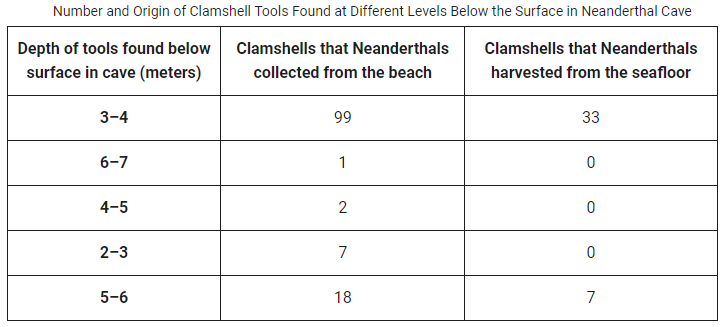 Number and Origin of Clamshell Tools Found at Different Levels Below the Surface in Neanderthal Cave
Depth of tools found below surface in cave (meters) Clamshells that Neanderthals collected from the beach Clamshells that Neanderthals harvested from the seafloor
3–4 99 33
6–7 1 0
4–5 2 0
2–3 7 0
5–6 18 7